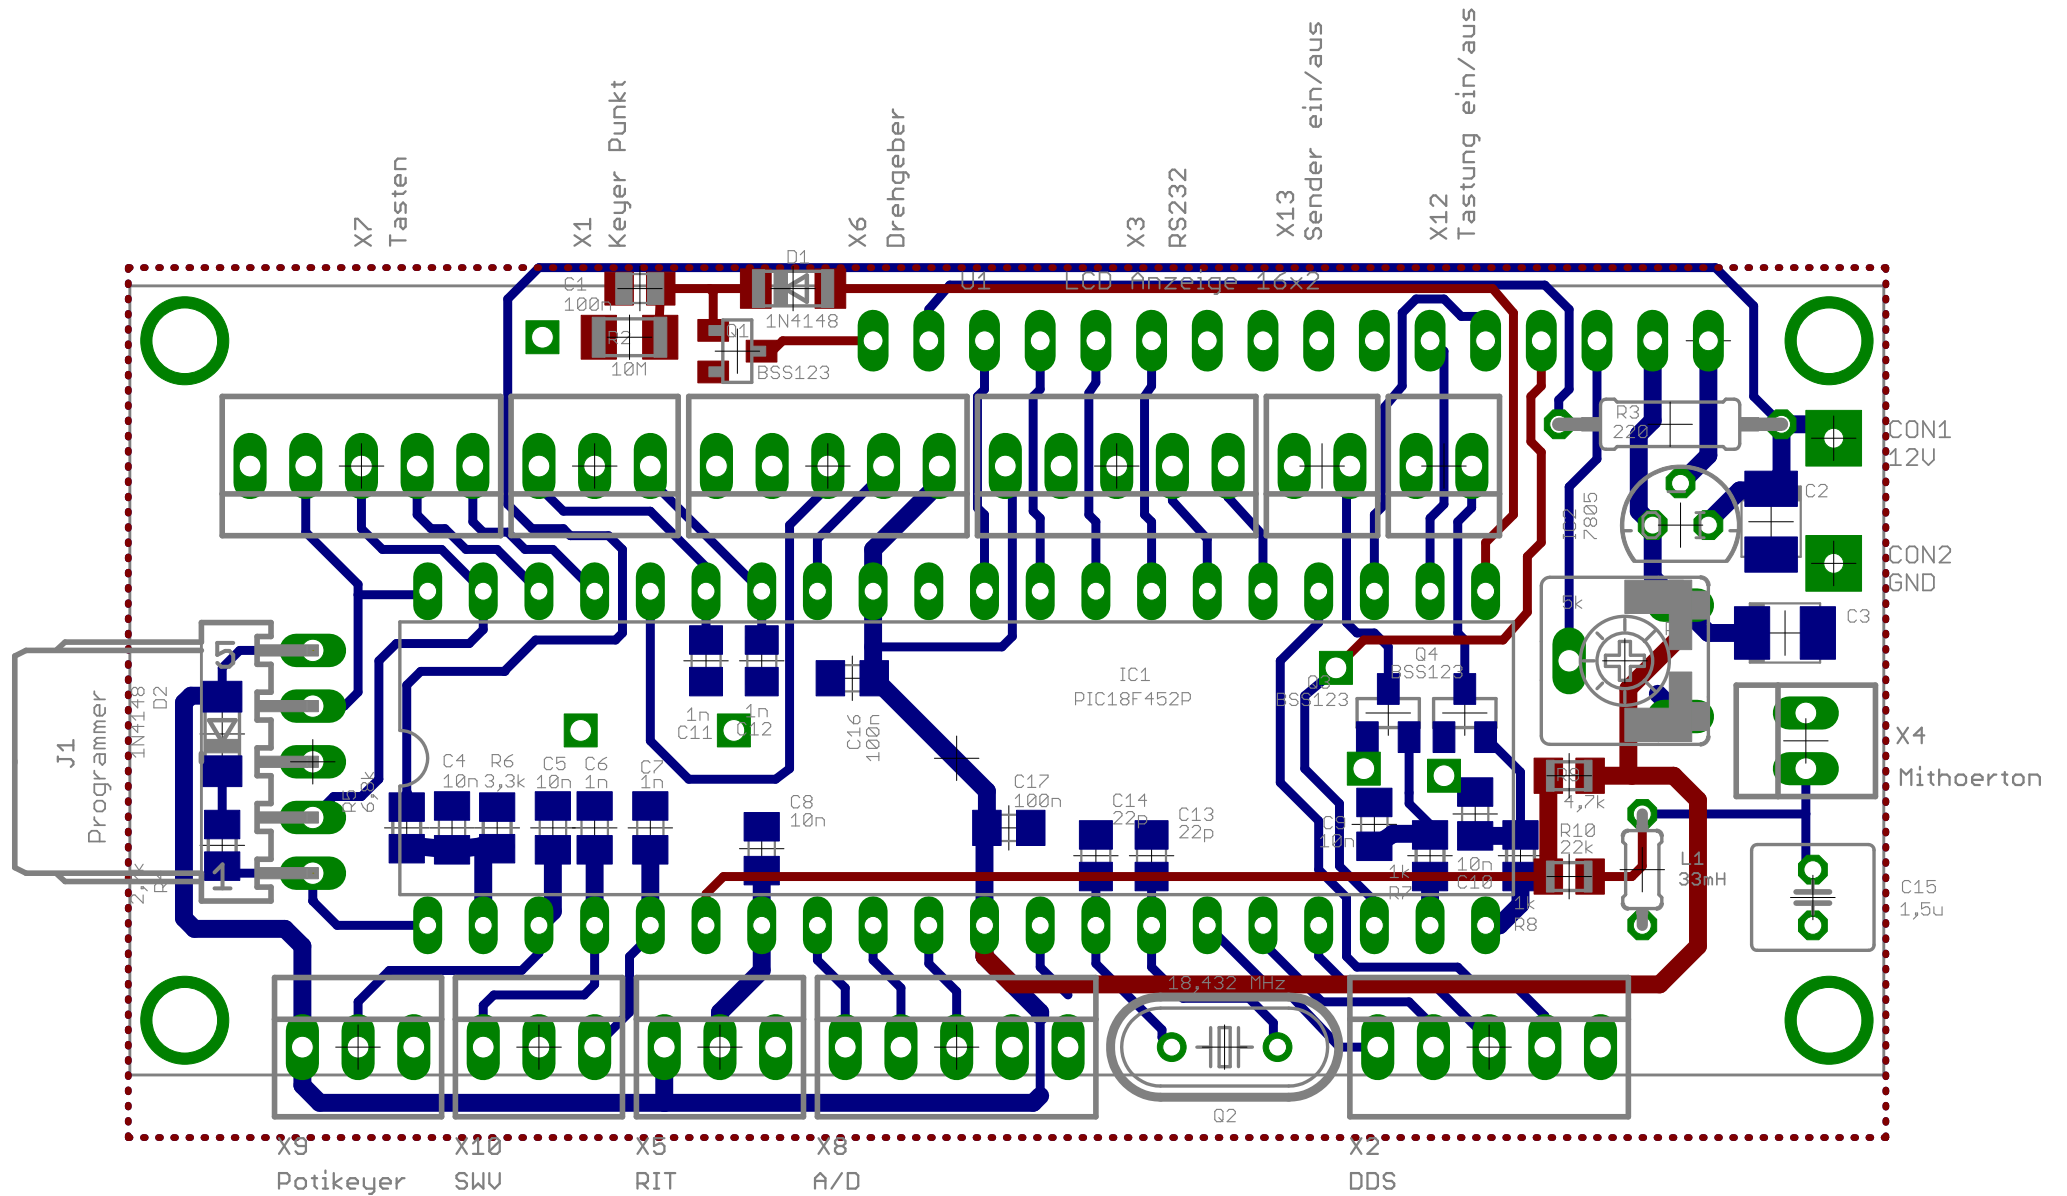 X7
Tasten
X1
Keyer Punkt
X6
Drehgeber
X3
RS232
X13
Sender ein/aus
X12
Tastung ein/aus
D1
1N4148
C1
100n
R2
10M
Q1
BSS123
U1
LCD Anzeige 16x2
R3
220
CON1
12V
C2
IC2
7805
CON2
GND
5k
C3
X4
Mithoerton
J1
Programmer
1N4148
D2
5
1
2,7k
R5
6,8k
C4
10n
R6
3,3k
C5
10n
C6
1n
C7
1n
1n
C11
1n
C12
C16
100n
C8
10n
C17
100n
C14
22p
C13
22p
IC1
PIC18F452P
Q3
BSS123
Q4
BSS123
C9
10n
1k
R7
10n
C10
1k
R8
R9
4,7k
R10
22k
L1
33mH
C15
1,5u
18,432 MHz
Q2
X9
Potikeyer
X10
SWV
X5
RIT
X8
A/D
X2
DDS